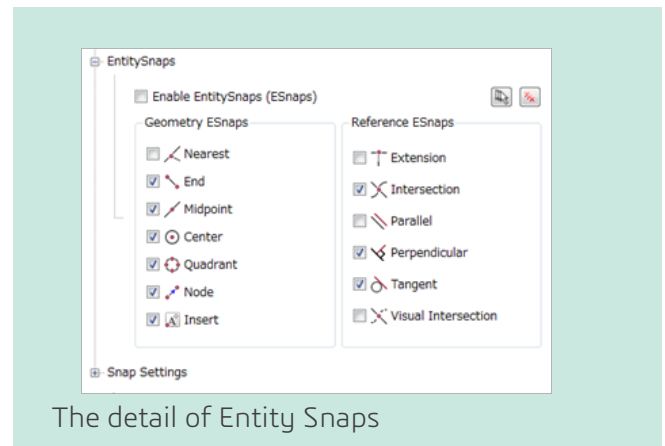 EntitySnaps
Enable EntitySnaps (ESnaps)
Geometry ESnaps
Nearest
End
Midpoint
Center
Quadrant
Node
Insert
Reference ESnaps
Extension
Intersection
Parallel
Perpendicular
Tangent
Visual Intersection
Snap Settings
The detail of Entity Snaps